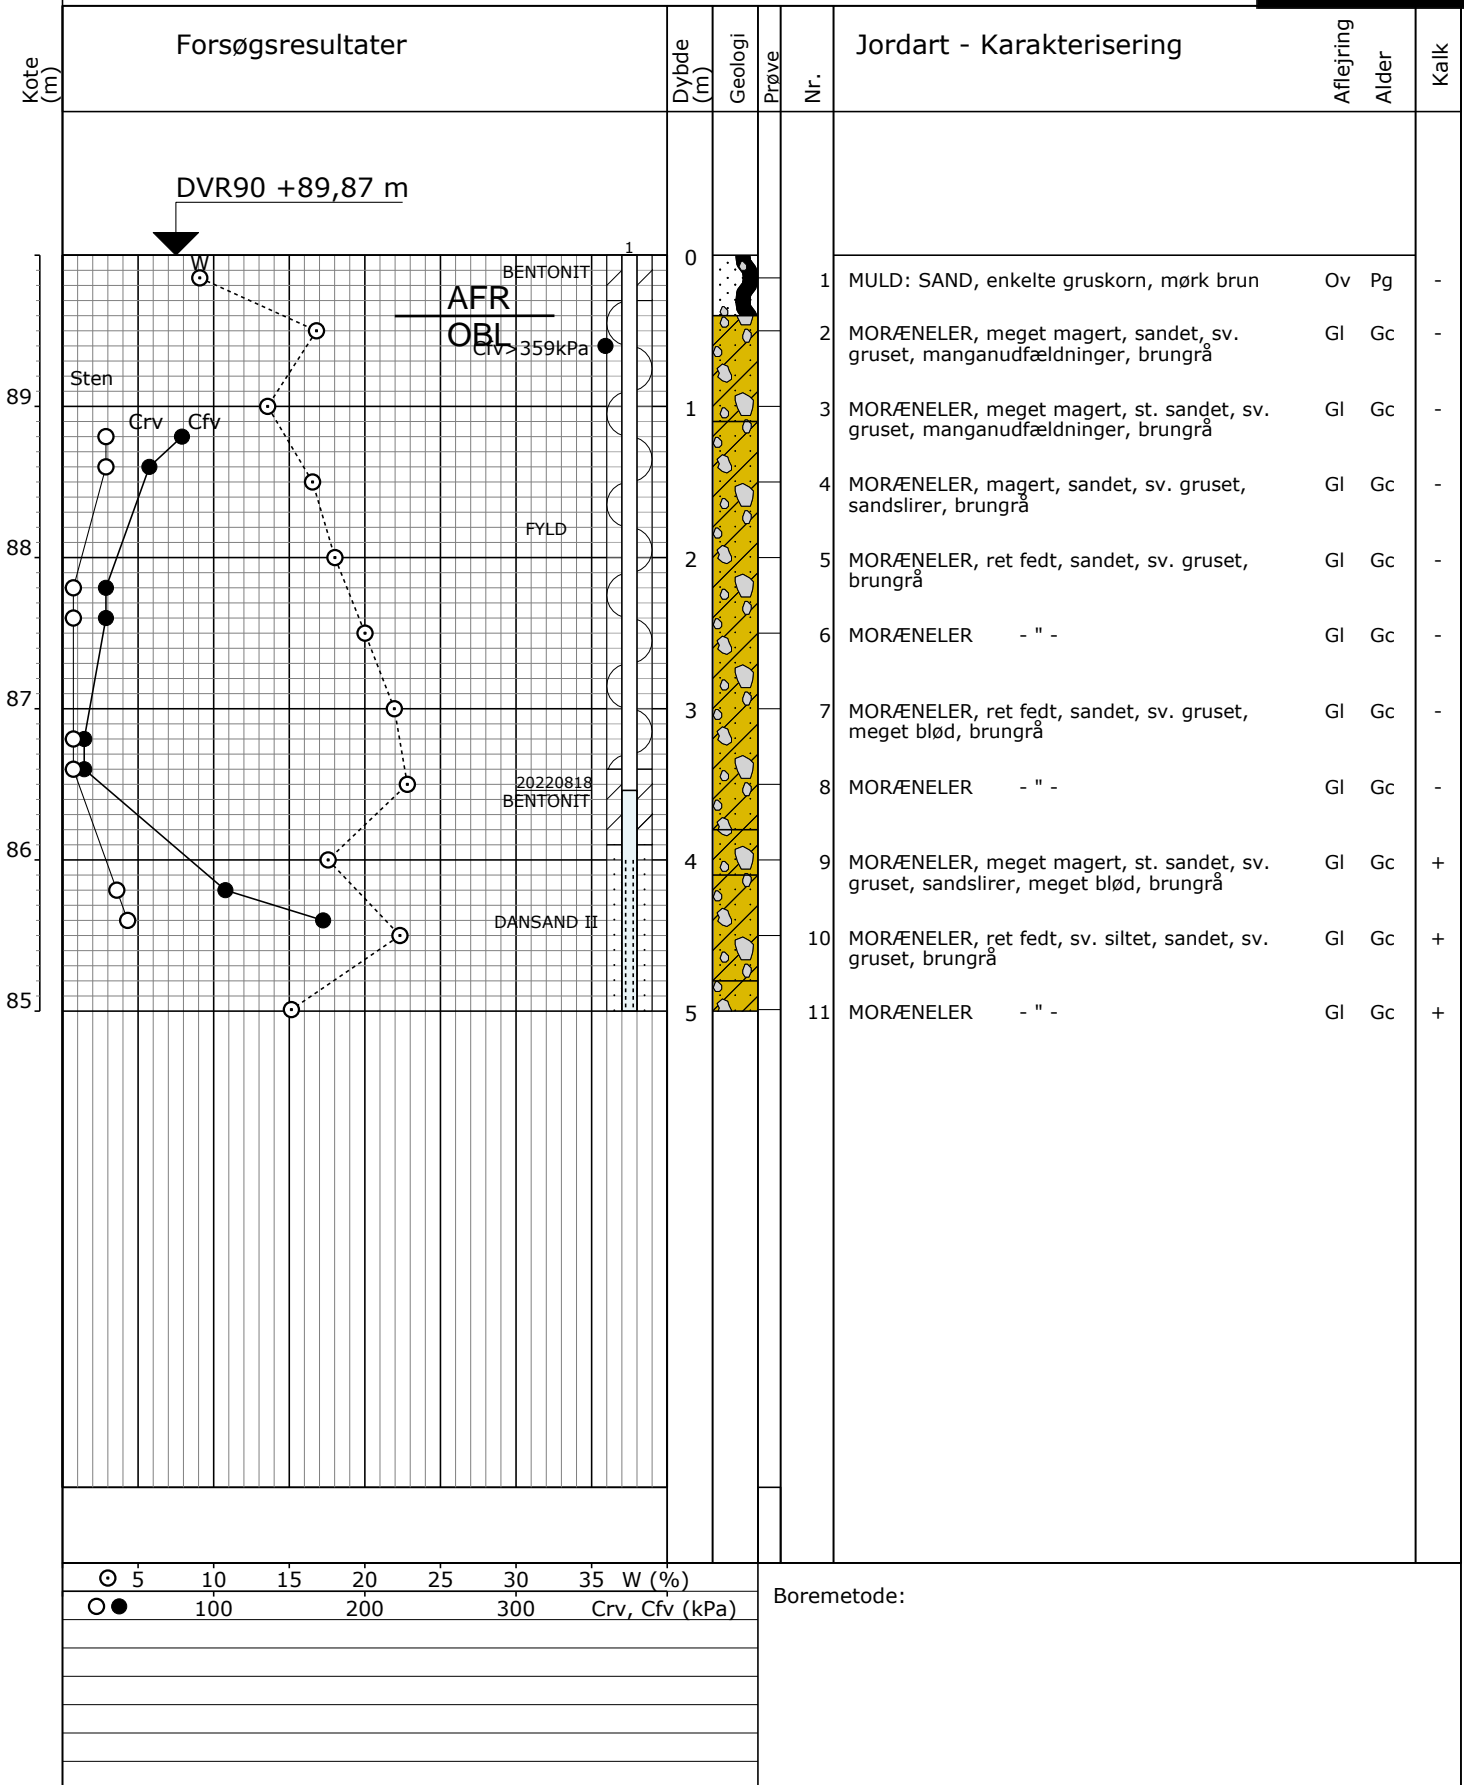 Forsøgsresultater
Kote
(m)
Dybde
(m)
Geologi
Prøve
Nr.
Jordart - Karakterisering
Aflejring
Alder
Kalk
DVR90 +89,87 m
1
W
BENTONIT
AFR
OBL
Cfv>359kPa
Sten
Crv
Cfv
FYLD
20220818
BENTONIT
DANSAND II
89
88
87
86
85
0
1
2
3
4
5
1 MULD: SAND, enkelte gruskorn, mørk brun Ov Pg -
2 MORÆNELER, meget magert, sandet, sv. Gl Gc -
gruset, manganudfældninger, brungrå
3 MORÆNELER, meget magert, st. sandet, sv. Gl Gc -
gruset, manganudfældninger, brungrå
4 MORÆNELER, magert, sandet, sv. gruset, Gl Gc -
sandslirer, brungrå
5 MORÆNELER, ret fedt, sandet, sv. gruset, Gl Gc -
brungrå
6 MORÆNELER - " - Gl Gc -
7 MORÆNELER, ret fedt, sandet, sv. gruset, Gl Gc -
meget blød, brungrå
8 MORÆNELER - " - Gl Gc -
9 MORÆNELER, meget magert, st. sandet, sv. Gl Gc +
gruset, sandslirer, meget blød, brungrå
10 MORÆNELER, ret fedt, sv. siltet, sandet, sv. Gl Gc +
gruset, brungrå
11 MORÆNELER - " - Gl Gc +
5 10 15 20 25 30 35 W (%)
100 200 300 Crv, Cfv (kPa)
Boremetode: